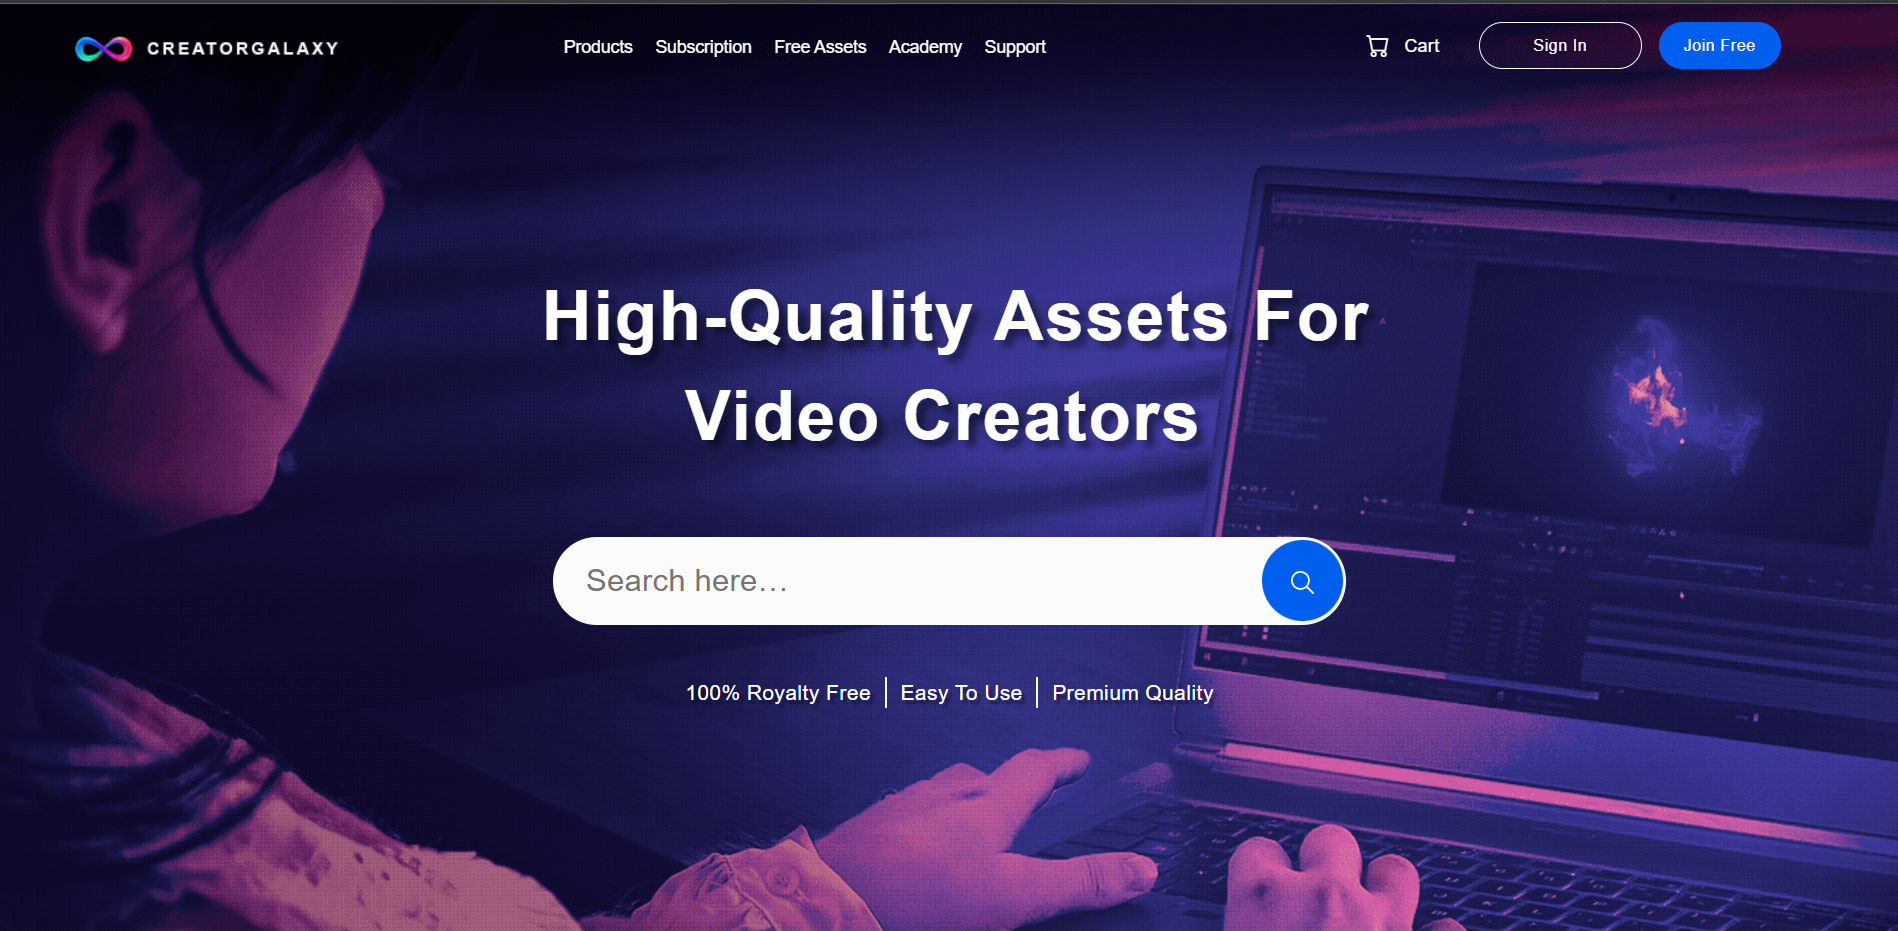 CREATORGALAXY
Products Subscription Free Assets Academy Support
Cart
Sign In
Join Free
High-Quality Assets For
Video Creators
Search here...
100% Royalty Free
Easy To Use
Premium Quality